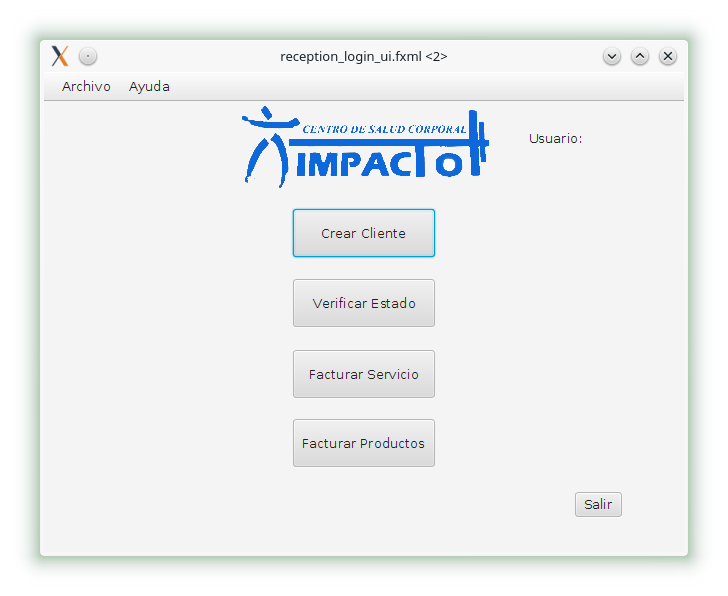 reception_login_ui.fxml <2>
Archivo Ayuda
CENTRO DE SALUD CORPORAL
IMPACTO
Usuario:
Crear Cliente
Verificar Estado
Facturar Servicio
Facturar Productos
Salir